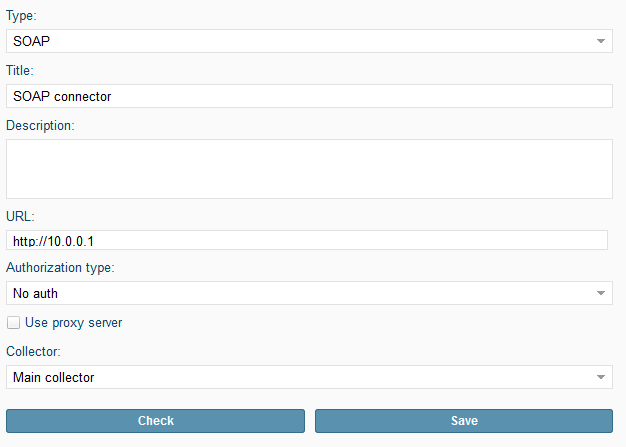 Type:
SOAP
Title:
SOAP connector
Description:
URL:
http://10.0.0.1
Authorization type:
No auth
Use proxy server
Collector:
Main collector
Check Save